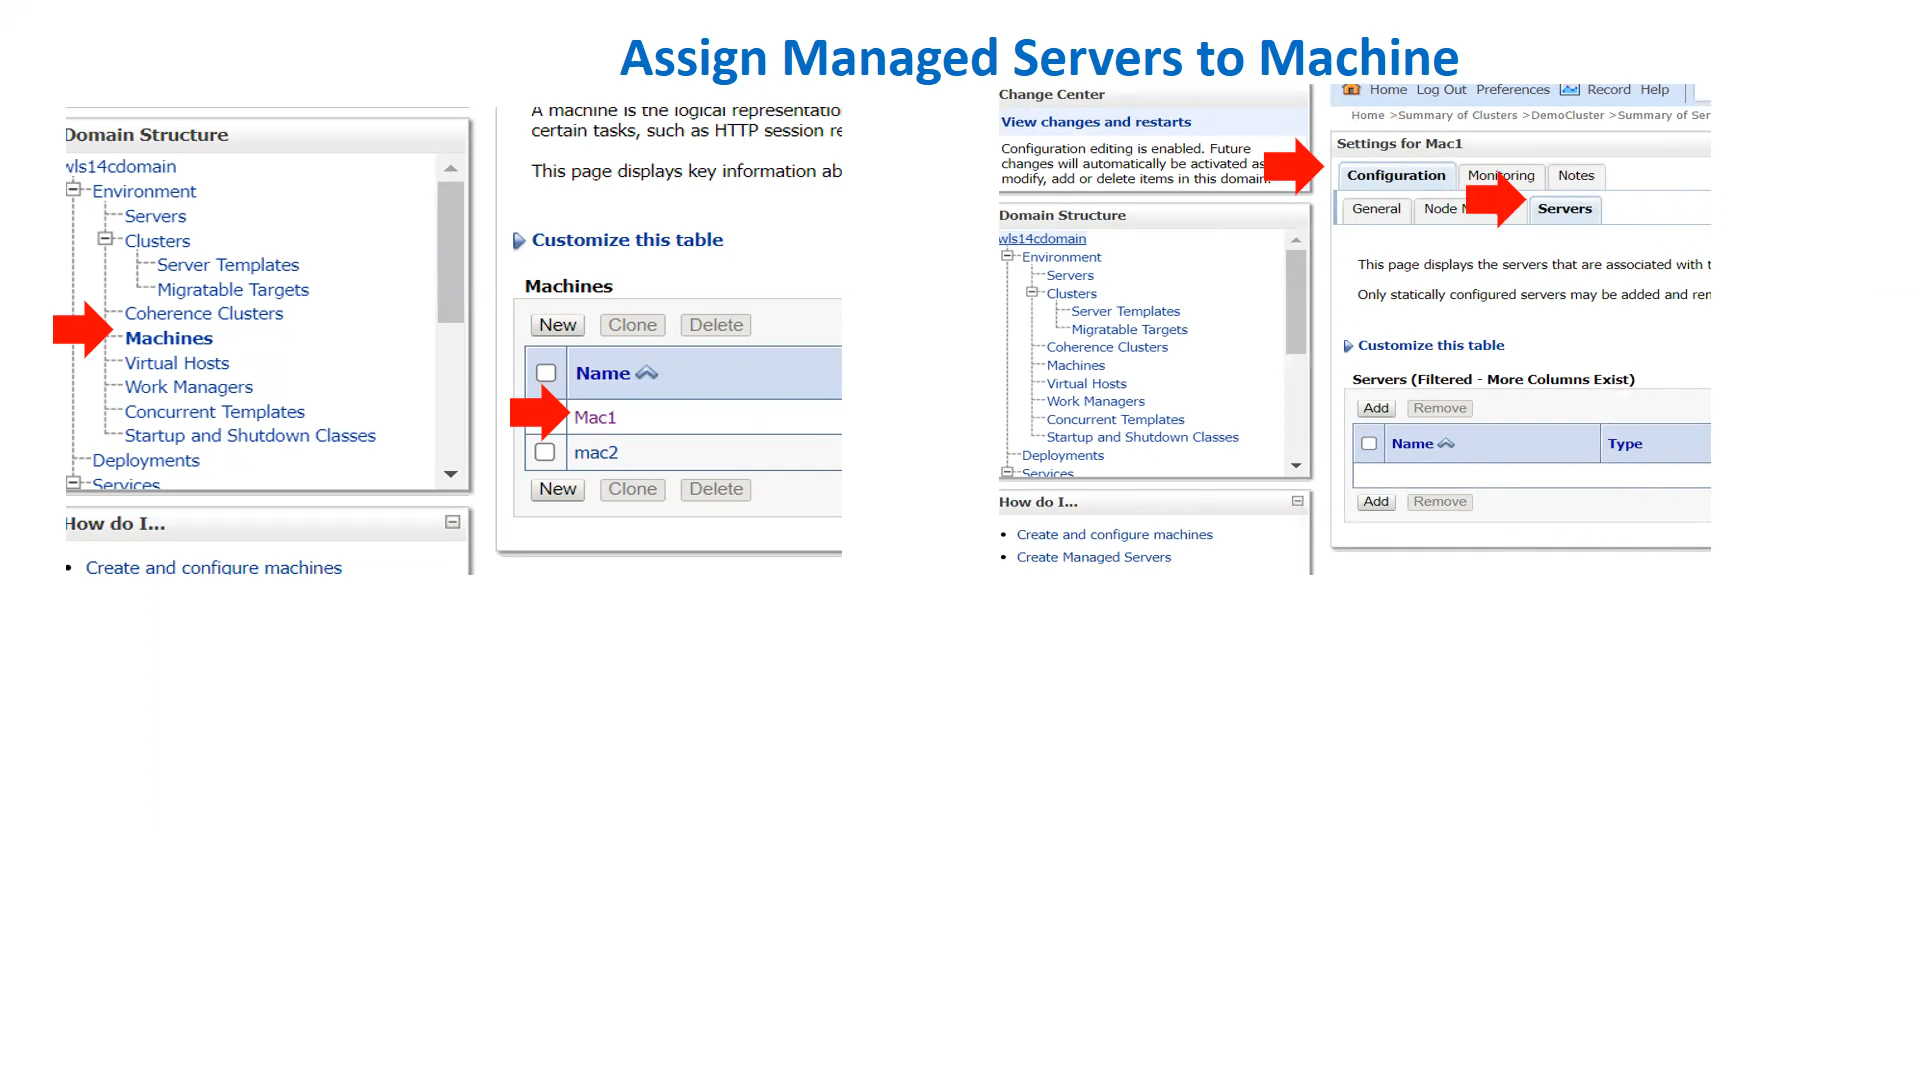 Assign Managed Servers to Machine
Domain Structure
wls14cdomain
Environment
Servers
Clusters
Server Templates
Migratable Targets
Coherence Clusters
Machines
Virtual Hosts
Work Managers
Concurrent Templates
Startup and Shutdown Classes
Deployments
Services
How do I...
Create and configure machines
A machine is the logical representatio
certain tasks, such as HTTP session re
This page displays key information ab
Customize this table
Machines
New Clone Delete
Name
Mac1
mac2
New Clone Delete
Change Center
View changes and restarts
Configuration editing is enabled. Future
changes will automatically be activated as
modify, add or delete items in this domain.
Domain Structure
wls14cdomain
Environment
Servers
Clusters
Server Templates
Migratable Targets
Coherence Clusters
Machines
Virtual Hosts
Work Managers
Concurrent Templates
Startup and Shutdown Classes
Deployments
Services
How do I...
Create and configure machines
Create Managed Servers
Home Log Out Preferences Record Help
Home >Summary of Clusters >DemoCluster >Summary of Ser
Settings for Mac1
Configuration Monitoring Notes
General Node Servers
This page displays the servers that are associated with t
Only statically configured servers may be added and ren
Customize this table
Servers (Filtered - More Columns Exist)
Add Remove
Name Type
Add Remove